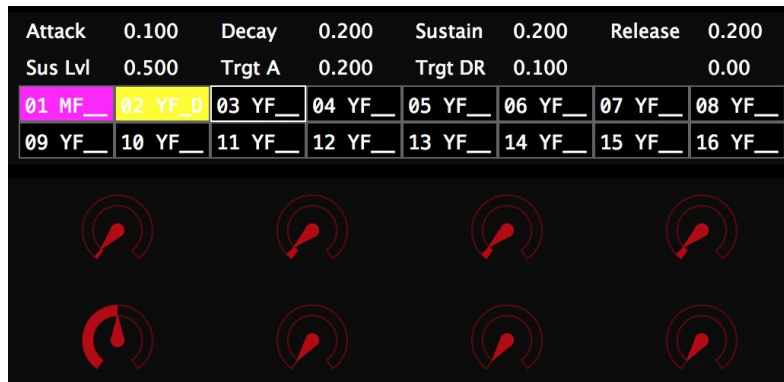 Attack 0.100 Decay 0.200 Sustain 0.200 Release 0.200
Sus Lvl 0.500 Trgt A 0.200 Trgt DR 0.100 0.00
01 MF__ 02 YF_D 03 YF__ 04 YF__ 05 YF__ 06 YF__ 07 YF__ 08 YF__
09 YF__ 10 YF__ 11 YF__ 12 YF__ 13 YF__ 14 YF__ 15 YF__ 16 YF__